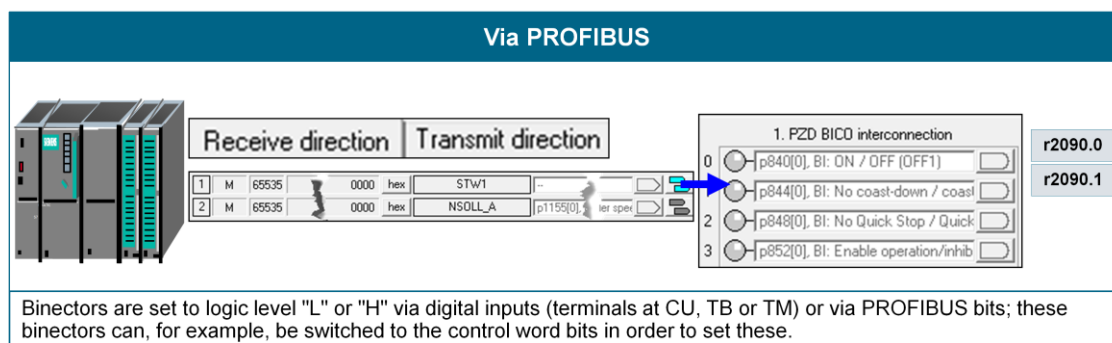 Via PROFIBUS
Receive direction Transmit direction
1 M 65535 0000 hex STW1 --
2 M 65535 0000 hex NSOLL_A p1155[0], er spee
1. PZD BICO interconnection
0 p840[0], BI: ON / OFF (OFF1)
p844[0], BI: No coast-down / coast
2 p848[0], BI: No Quick Stop / Quick
3 p852[0], BI: Enable operation/inhib
r2090.0
r2090.1
Binectors are set to logic level "L" or "H" via digital inputs (terminals at CU, TB or TM) or via PROFIBUS bits; these
binectors can, for example, be switched to the control word bits in order to set these.